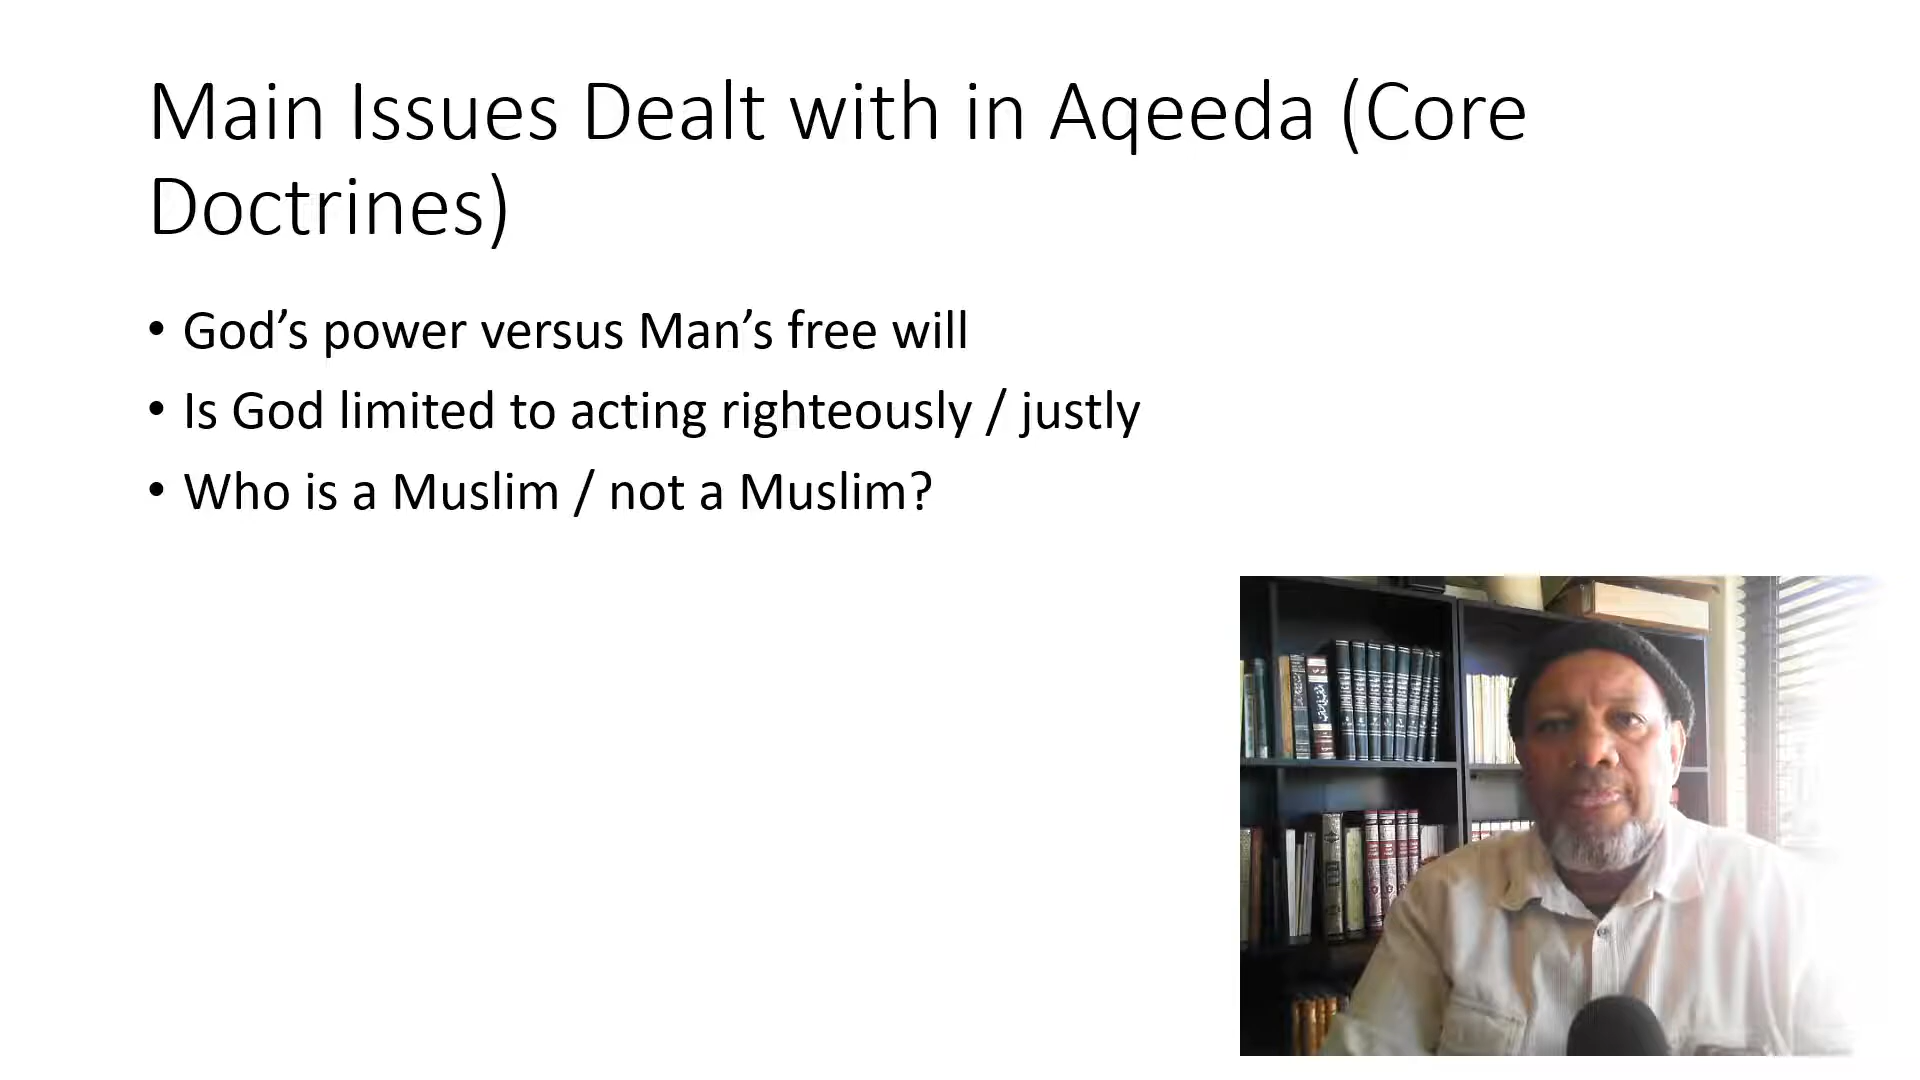 Main Issues Dealt with in Aqeeda (Core
Doctrines)
• God’s power versus Man’s free will
• Is God limited to acting righteously / justly
• Who is a Muslim / not a Muslim?